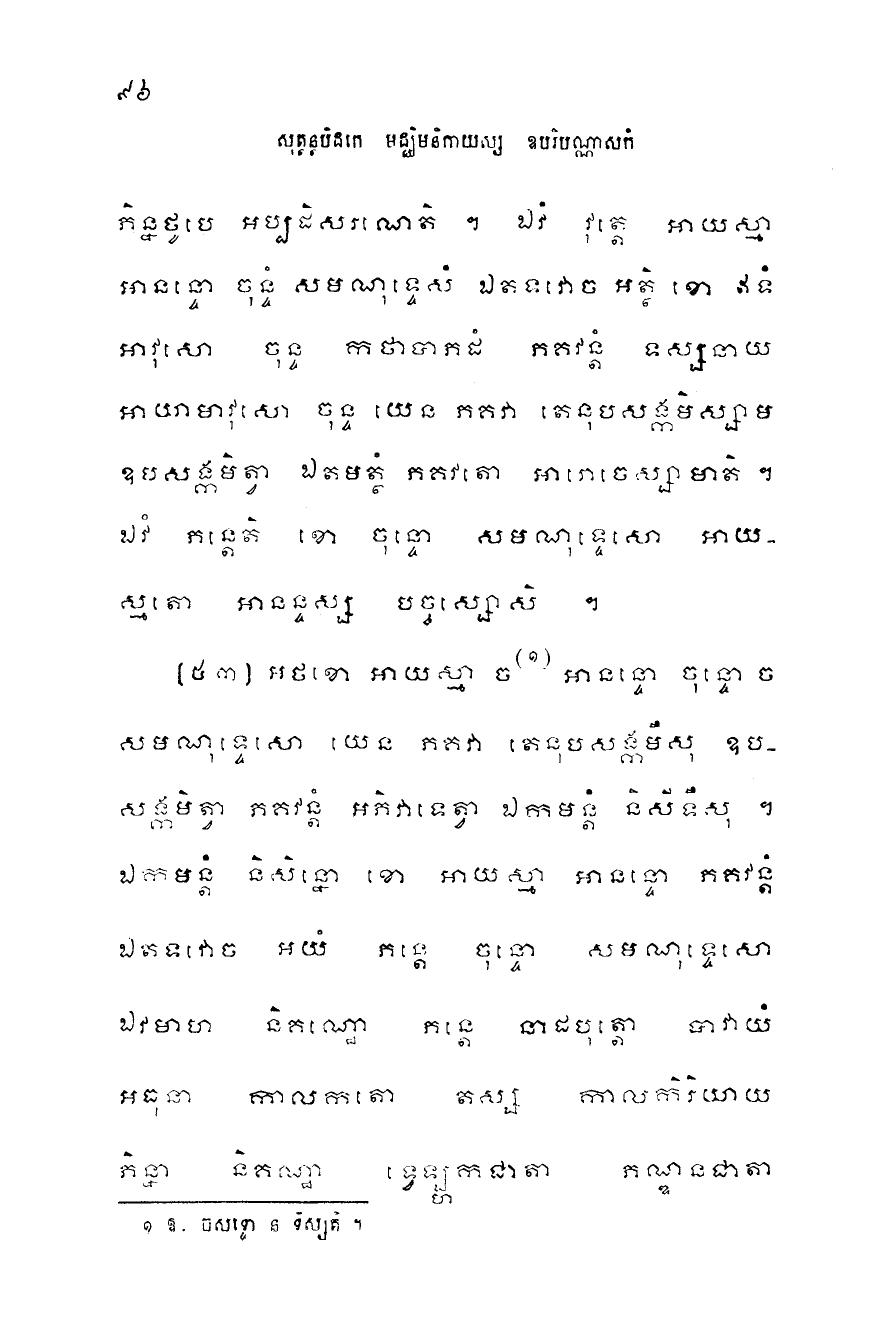 ៩៦
សុត្តន្តបិដកេ មជ្ឈិមនិកាយស្ស ឧបរិបណ្ណាសកំ
ភិន្នថូបេ អប្បដិសរណេតិ ។ ឯវំ វុត្តេ អាយស្មា
អានន្ទោ ចុន្ទំ សមណុទ្ទេសំ ឯតទវោច អត្ថិ ខោ ឥទំ
អាវុសោ ចុន្ទ កថាបាភដំ ភគវន្តំ ទស្សនាយ
អាយាមាវុសោ ចុន្ទ យេន ភគវា តេនុបសង្កមិស្សាម
ឧបសង្កមិត្វា ឯតមត្ថំ ភគវតោ អារោចេស្សាមាតិ ។
ឯវំ ភន្តេតិ ខោ ចុន្ទោ សមណុទ្ទេសោ អាយ-
ស្មតោ អានន្ទស្ស បច្ចស្សោសិ ។
[៥៣] អថខោ អាយស្មា ច(១) អានន្ទោ ចុន្ទោ ច
សមណុទ្ទេសោ យេន ភគវា តេនុបសង្កមឹសុ ឧប-
សង្កមិត្វា ភគវន្តំ អភិវាទេត្វា ឯកមន្តំ និសីទឹសុ ។
ឯកមន្តំ និសិន្នោ ខោ អាយស្មា អានន្ទោ ភគវន្តំ
ឯតទវោច អយំ ភន្តេ ចុន្ទោ សមណុទ្ទេសោ
ឯវមាហ និគណ្ឋោ ភន្តេ នាដបុត្តោ បាវាយំ
អធុនា កាលកតោ តស្ស កាលកិរិយាយ
ភិន្នា និគណ្ឋា ទ្វេឡ្ហកជាតា ភណ្ឌនជាតា
១ ឱ. ចសទ្ទោ ន ទិស្សតិ ។